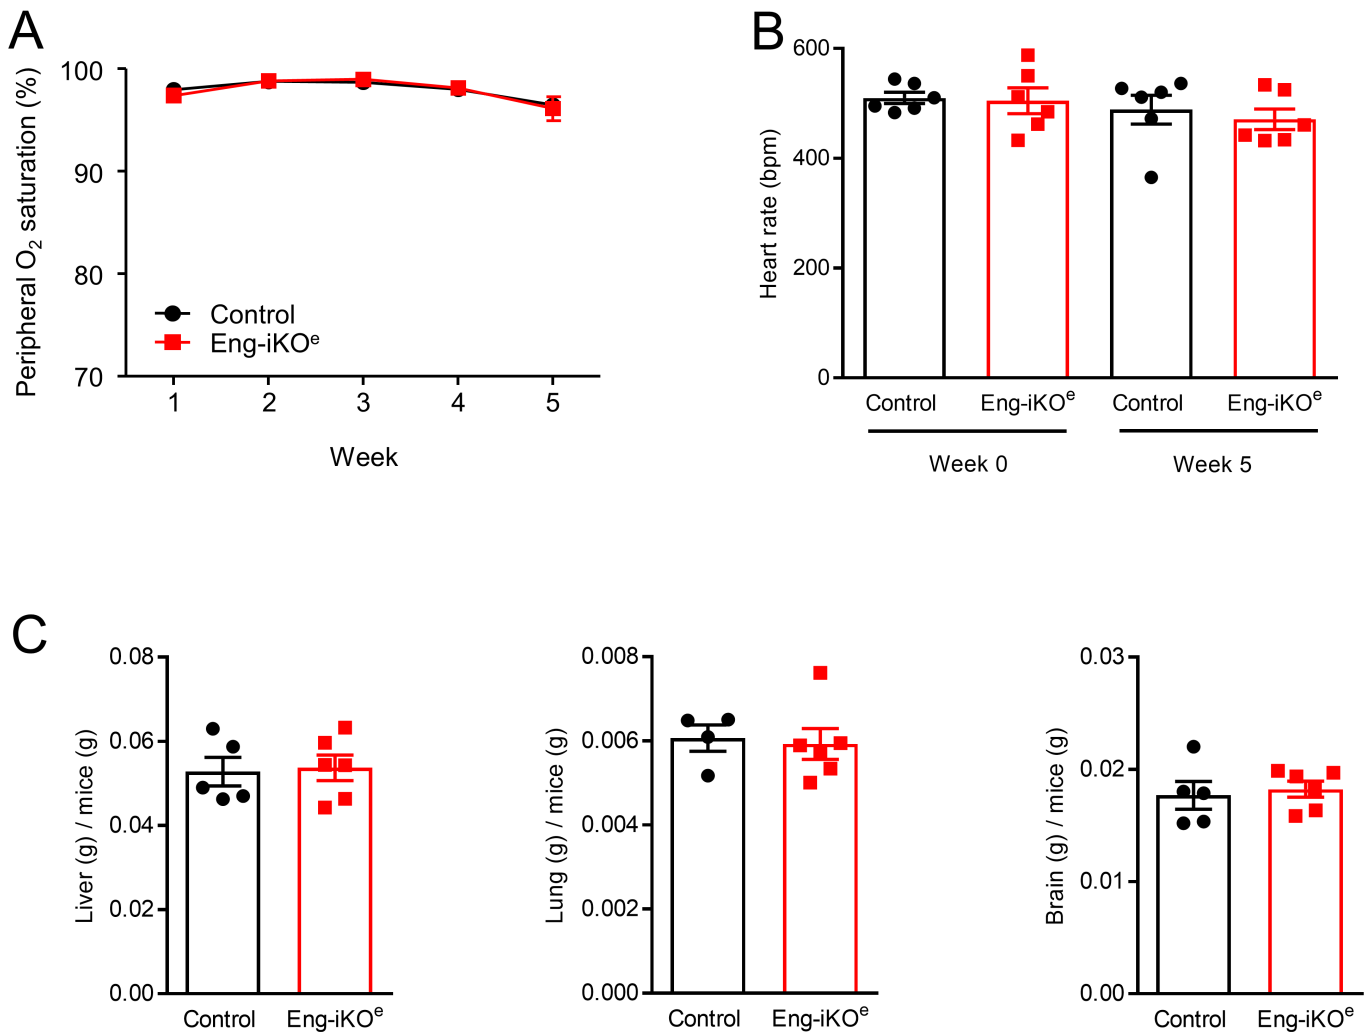 A
Peripheral O₂ saturation (%)
100
90
80
70
Control
Eng-iKOᵉ
1 2 3 4 5
Week
B
Heart rate (bpm)
600
400
200
0
Control Eng-iKOᵉ Control Eng-iKOᵉ
Week 0 Week 5
C
Liver (g) / mice (g)
0.08
0.06
0.04
0.02
0.00
Control Eng-iKOᵉ
Lung (g) / mice (g)
0.008
0.006
0.004
0.002
0.000
Control Eng-iKOᵉ
Brain (g) / mice (g)
0.03
0.02
0.01
0.00
Control Eng-iKOᵉ